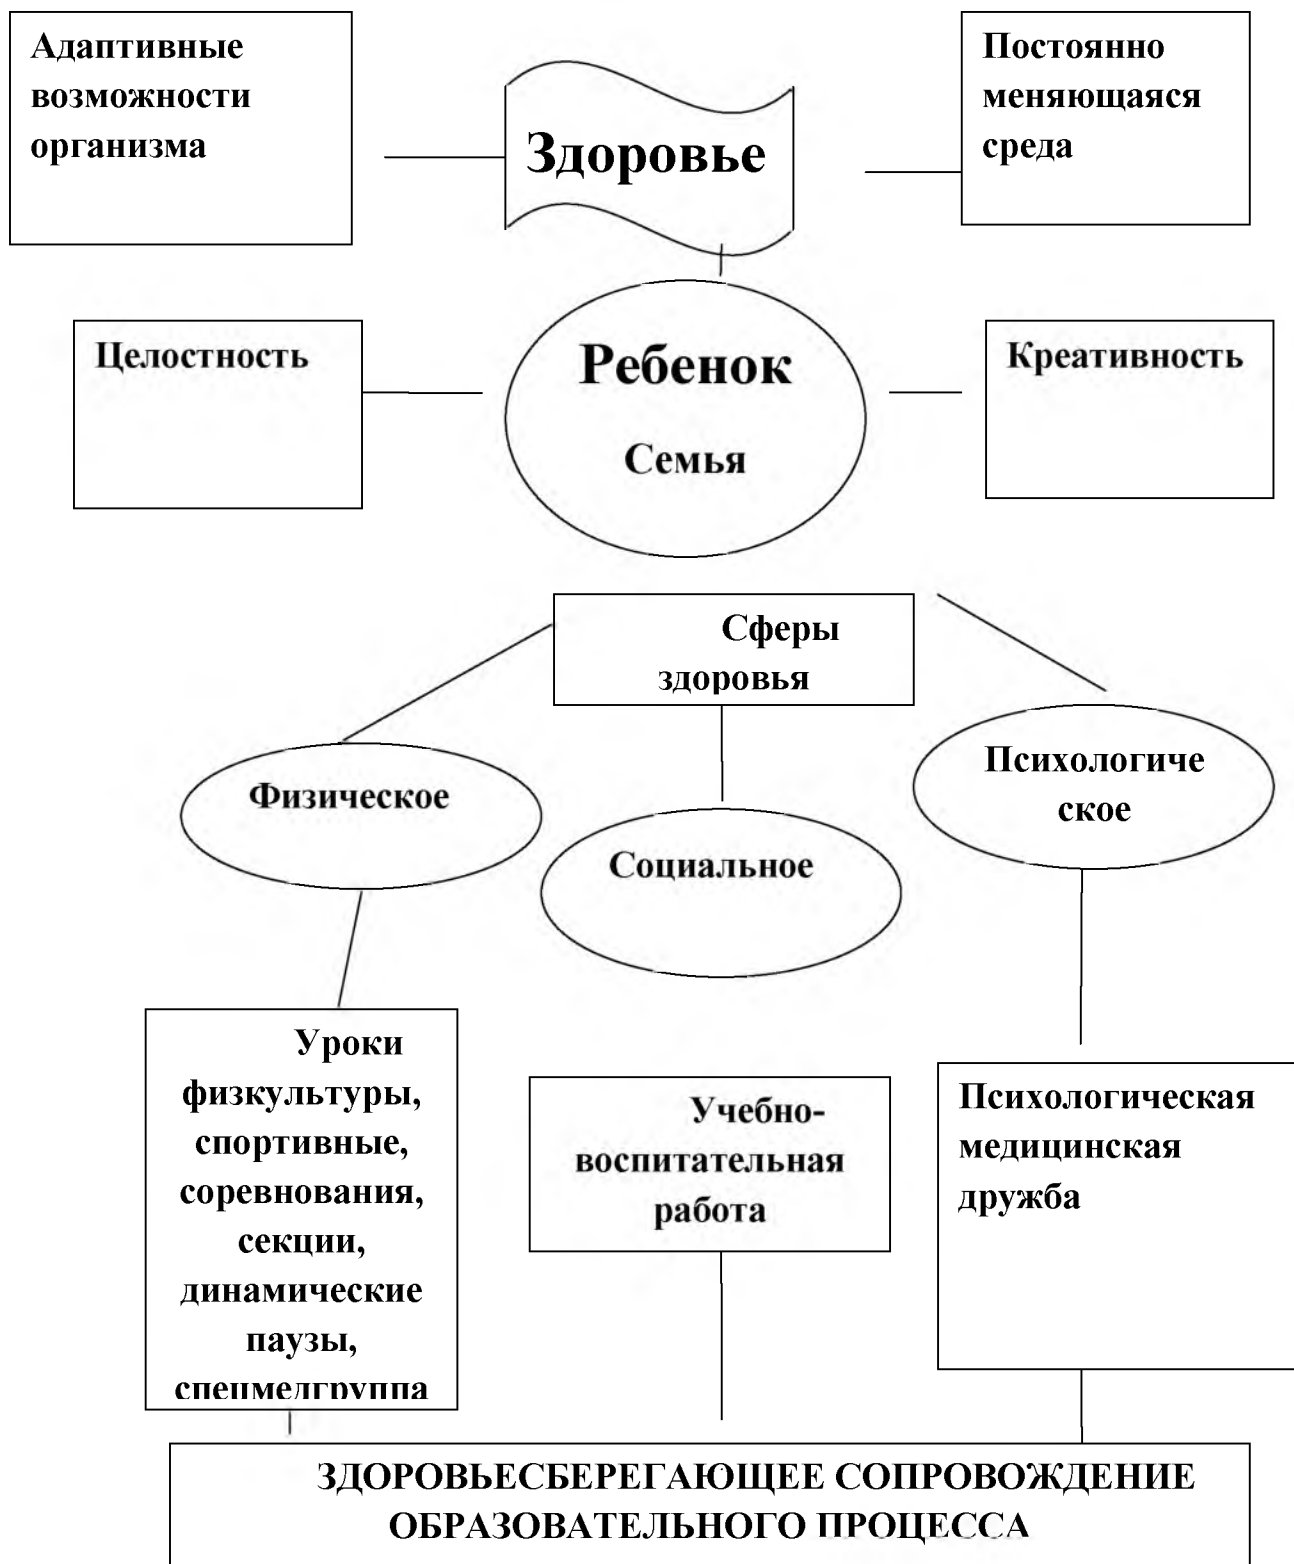 Адаптивные
возможности
организма
Здоровье
Постоянно
меняющаяся
среда
Целостность
Ребенок
Семья
Креативность
Сферы
здоровья
Физическое
Социальное
Психологиче
ское
Уроки
физкультуры,
спортивные,
соревнования,
секции,
динамические
паузы,
спецмедгруппа
Учебно-
воспитательная
работа
Психологическая
медицинская
дружба
ЗДОРОВЬЕСБЕРЕГАЮЩЕЕ СОПРОВОЖДЕНИЕ
ОБРАЗОВАТЕЛЬНОГО ПРОЦЕССА